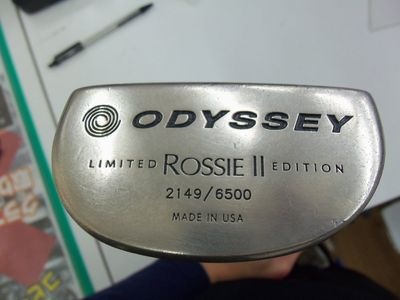 ODYSSEY
LIMITED ROSSIE II EDITION
2149/6500
MADE IN USA